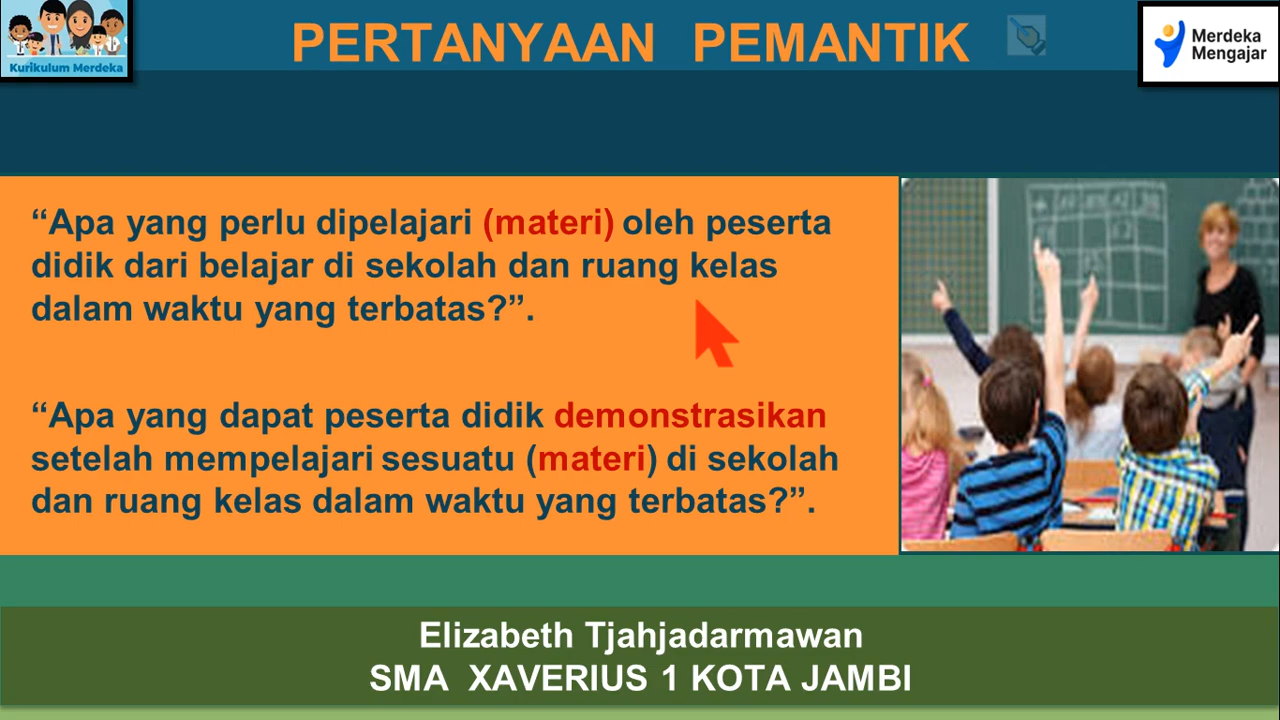 PERTANYAAN PEMANTIK
Kurikulum Merdeka
Merdeka
Mengajar
“Apa yang perlu dipelajari (materi) oleh peserta
didik dari belajar di sekolah dan ruang kelas
dalam waktu yang terbatas?”.
“Apa yang dapat peserta didik demonstrasikan
setelah mempelajari sesuatu (materi) di sekolah
dan ruang kelas dalam waktu yang terbatas?”.
Elizabeth Tjahjadarmawan
SMA XAVERIUS 1 KOTA JAMBI